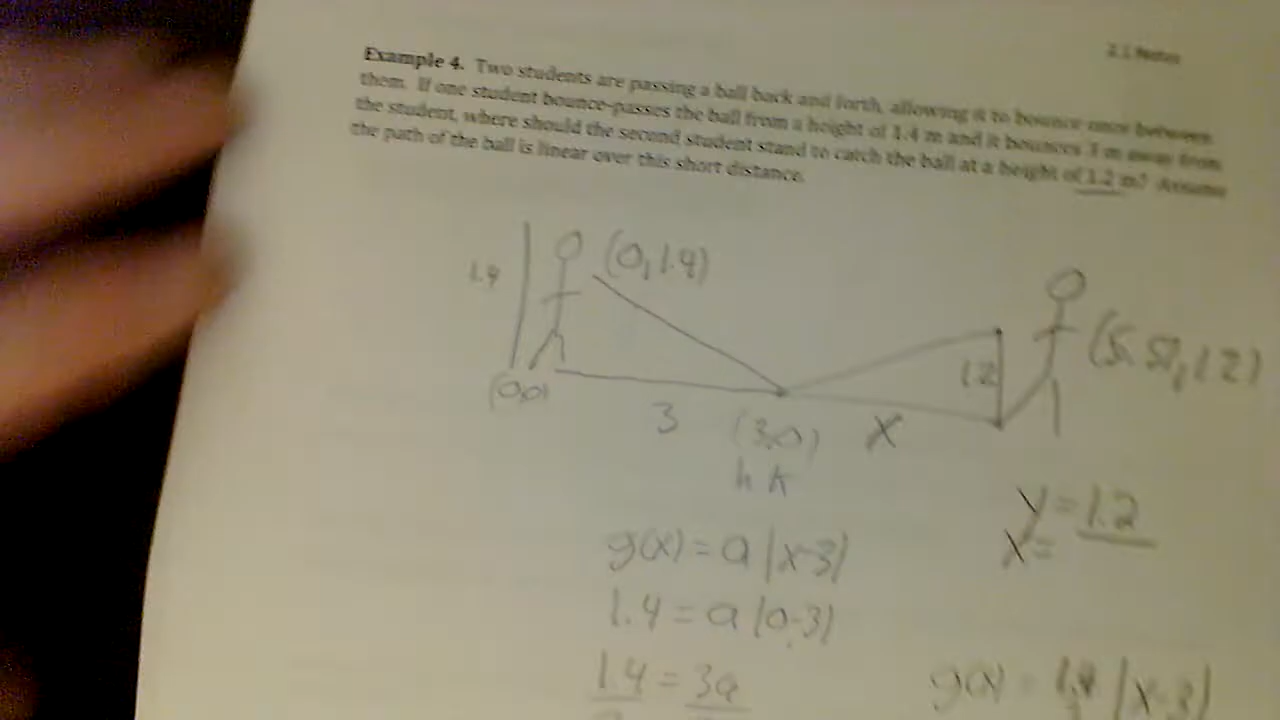 2.1 Notes
Example 4. Two students are passing a ball back and forth, allowing it to bounce once between
them. If one student bounce-passes the ball from a height of 1.4 m and it bounces 3 m away from
the student, where should the second student stand to catch the ball at a height of 1.2 m? Assume
the path of the ball is linear over this short distance.
1.4
(0,1.4)
(0,0)
3
(3,0)
h k
X
1.2
(5.57,1.2)
y = 1.2
x =
g(x) = a |x-3|
1.4 = a |0-3|
1.4 = 3a
g(x) = |x-3|